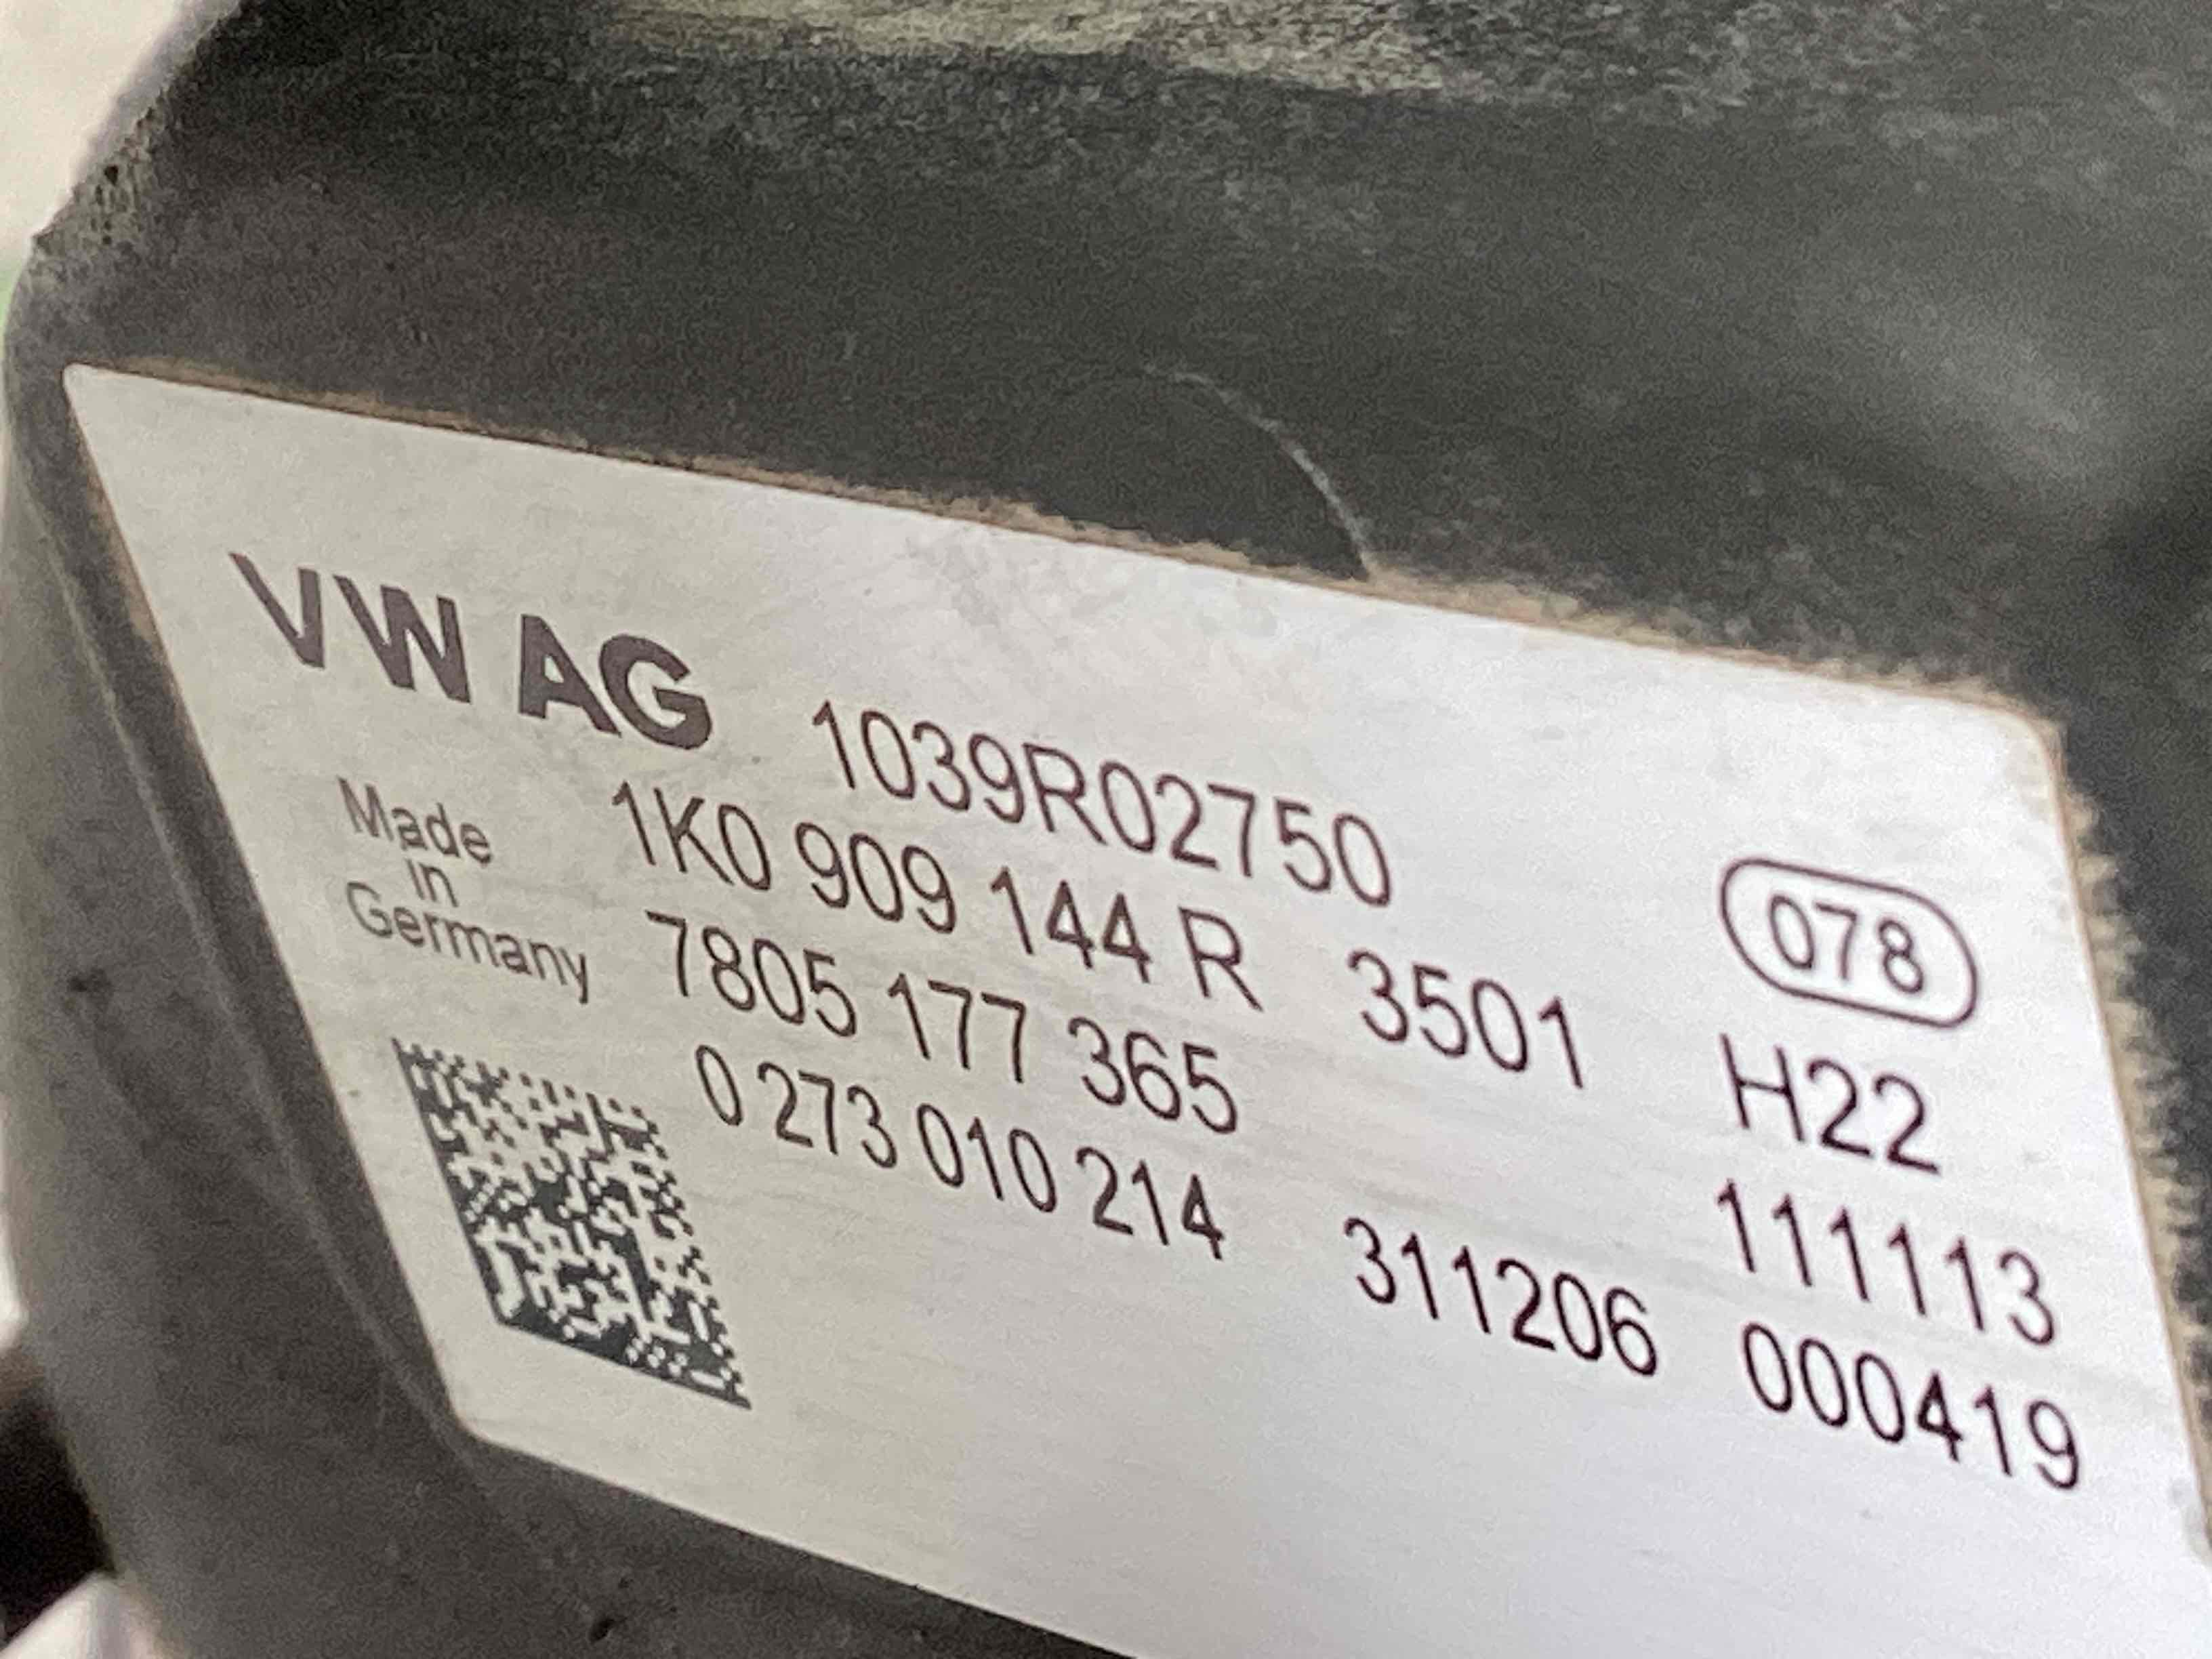 VW AG 1039R02750
078
Made in Germany
1K0 909 144 R 3501 H22
7805 177 365 111113
0 273 010 214 311206 000419